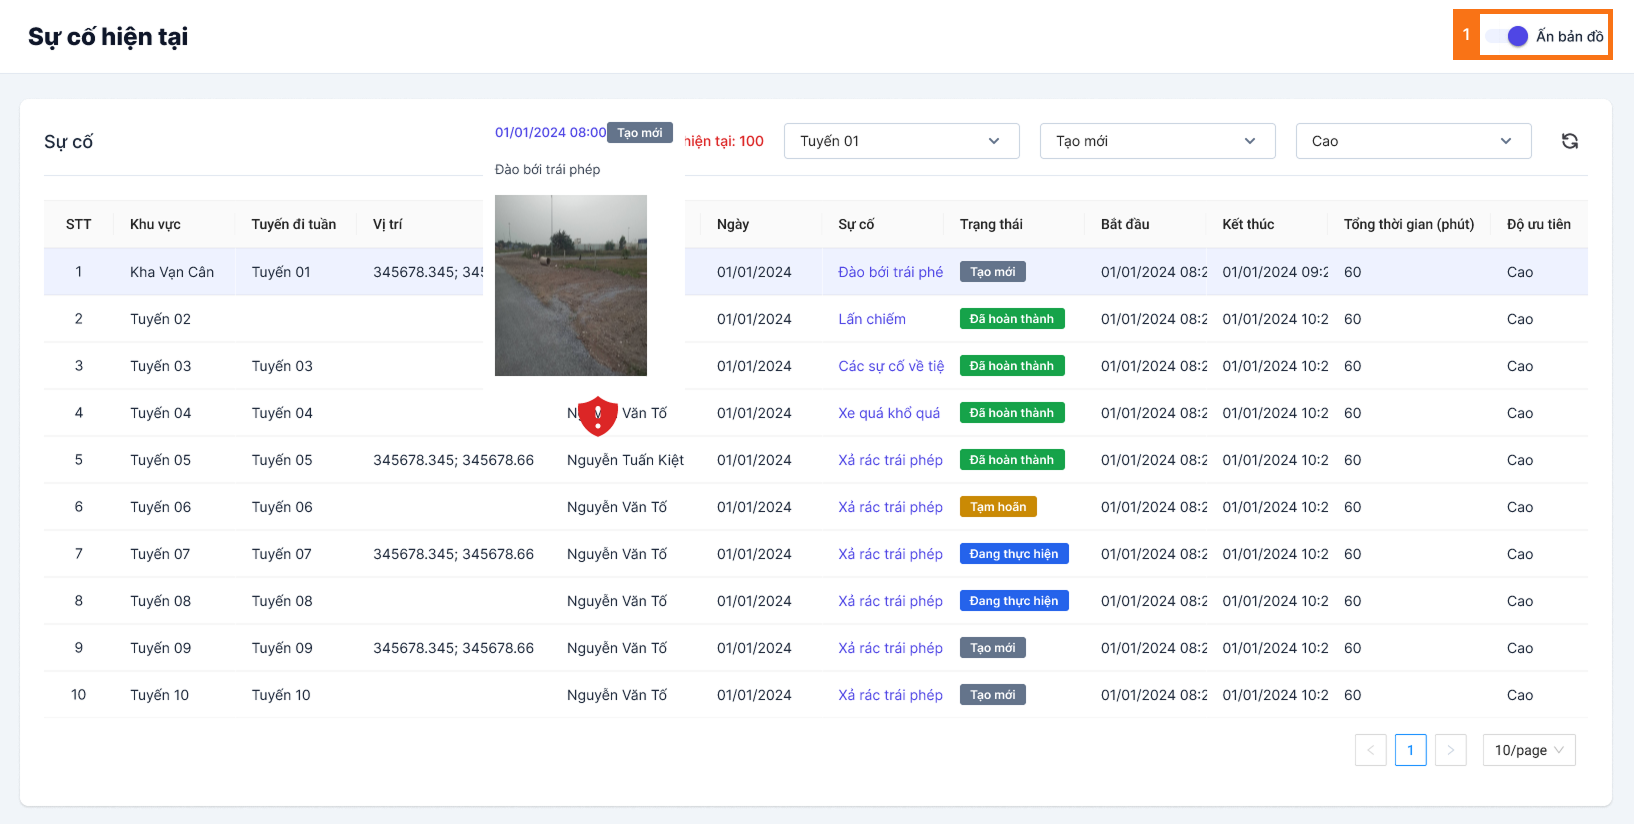 Sự cố hiện tại
1 Ẩn bản đồ
Sự cố
01/01/2024 08:00 Tạo mới
hiện tại: 100
Tuyến 01
Tạo mới
Cao
Đào bới trái phép
STT Khu vực Tuyến đi tuần Vị trí Ngày Sự cố Trạng thái Bắt đầu Kết thúc Tổng thời gian (phút) Độ ưu tiên
1 Kha Vạn Cân Tuyến 01 345678.345; 345 01/01/2024 Đào bới trái phé Tạo mới 01/01/2024 08:2 01/01/2024 09:2 60 Cao
2 Tuyến 02 01/01/2024 Lấn chiếm Đã hoàn thành 01/01/2024 08:2 01/01/2024 10:2 60 Cao
3 Tuyến 03 Tuyến 03 01/01/2024 Các sự cố về tiệ Đã hoàn thành 01/01/2024 08:2 01/01/2024 10:2 60 Cao
4 Tuyến 04 Tuyến 04 Văn Tố 01/01/2024 Xe quá khổ quá Đã hoàn thành 01/01/2024 08:2 01/01/2024 10:2 60 Cao
5 Tuyến 05 Tuyến 05 345678.345; 345678.66 Nguyễn Tuấn Kiệt 01/01/2024 Xả rác trái phép Đã hoàn thành 01/01/2024 08:2 01/01/2024 10:2 60 Cao
6 Tuyến 06 Tuyến 06 Nguyễn Văn Tố 01/01/2024 Xả rác trái phép Tạm hoãn 01/01/2024 08:2 01/01/2024 10:2 60 Cao
7 Tuyến 07 Tuyến 07 345678.345; 345678.66 Nguyễn Văn Tố 01/01/2024 Xả rác trái phép Đang thực hiện 01/01/2024 08:2 01/01/2024 10:2 60 Cao
8 Tuyến 08 Tuyến 08 Nguyễn Văn Tố 01/01/2024 Xả rác trái phép Đang thực hiện 01/01/2024 08:2 01/01/2024 10:2 60 Cao
9 Tuyến 09 Tuyến 09 345678.345; 345678.66 Nguyễn Văn Tố 01/01/2024 Xả rác trái phép Tạo mới 01/01/2024 08:2 01/01/2024 10:2 60 Cao
10 Tuyến 10 Tuyến 10 Nguyễn Văn Tố 01/01/2024 Xả rác trái phép Tạo mới 01/01/2024 08:2 01/01/2024 10:2 60 Cao
< 1 > 10/page